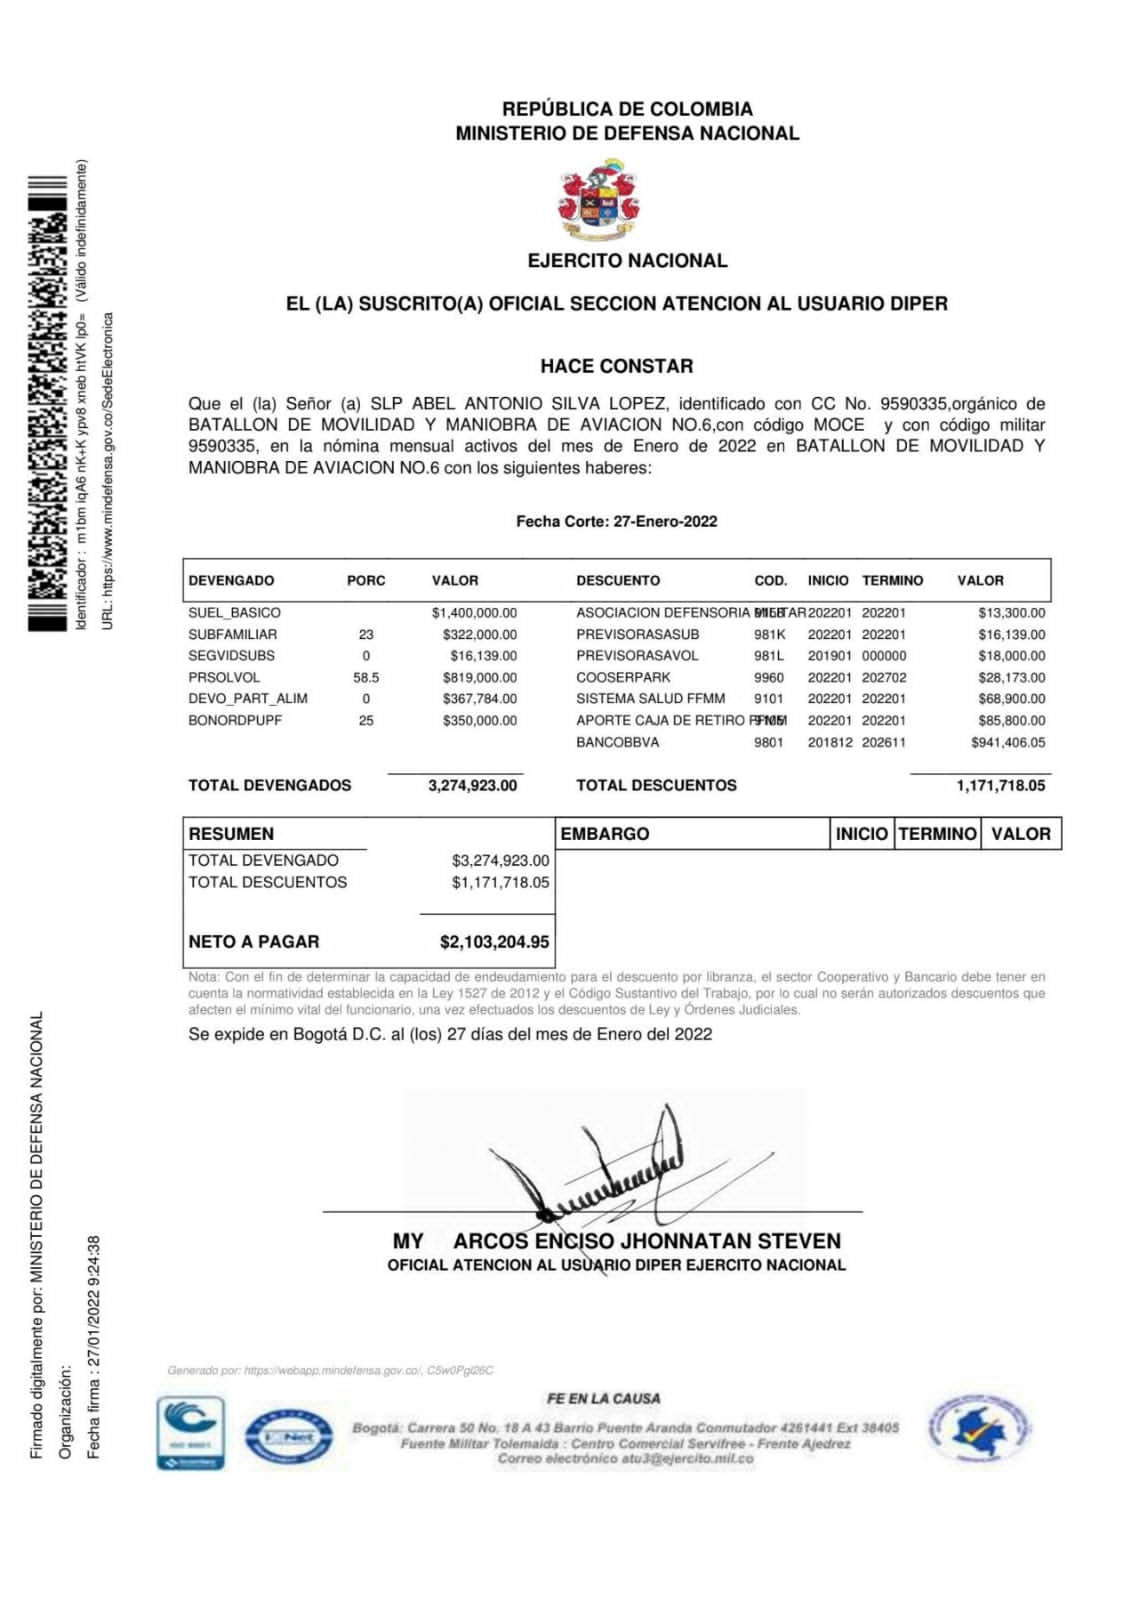 REPÚBLICA DE COLOMBIA
MINISTERIO DE DEFENSA NACIONAL
EJERCITO NACIONAL
EL (LA) SUSCRITO(A) OFICIAL SECCION ATENCION AL USUARIO DIPER
HACE CONSTAR
Que el (la) Señor (a) SLP ABEL ANTONIO SILVA LOPEZ, identificado con CC No. 9590335,orgánico de
BATALLON DE MOVILIDAD Y MANIOBRA DE AVIACION NO.6,con código MOCE y con código militar
9590335, en la nómina mensual activos del mes de Enero de 2022 en BATALLON DE MOVILIDAD Y
MANIOBRA DE AVIACION NO.6 con los siguientes haberes:
Fecha Corte: 27-Enero-2022
DEVENGADO PORC VALOR DESCUENTO COD. INICIO TERMINO VALOR
SUEL_BASICO $1,400,000.00 ASOCIACION DEFENSORIA MILITAR 202201 202201 $13,300.00
SUBFAMILIAR 23 $322,000.00 PREVISORASASUB 981K 202201 202201 $16,139.00
SEGVIDSUBS 0 $16,139.00 PREVISORASAVOL 981L 201901 000000 $18,000.00
PRSOLVOL 58.5 $819,000.00 COOSERPARK 9960 202201 202702 $28,173.00
DEVO_PART_ALIM 0 $367,784.00 SISTEMA SALUD FFMM 9101 202201 202201 $68,900.00
BONORDPUPF 25 $350,000.00 APORTE CAJA DE RETIRO FFMM 202201 202201 $85,800.00
BANCOBBVA 9801 201812 202611 $941,406.05
TOTAL DEVENGADOS 3,274,923.00 TOTAL DESCUENTOS 1,171,718.05
RESUMEN EMBARGO INICIO TERMINO VALOR
TOTAL DEVENGADO $3,274,923.00
TOTAL DESCUENTOS $1,171,718.05
NETO A PAGAR $2,103,204.95
Nota: Con el fin de determinar la capacidad de endeudamiento para el descuento por libranza, el sector Cooperativo y Bancario debe tener en
cuenta la normatividad establecida en la Ley 1527 de 2012 y el Código Sustantivo del Trabajo, por lo cual no serán autorizados descuentos que
afecten el mínimo vital del funcionario, una vez efectuados los descuentos de Ley y Órdenes Judiciales.
Se expide en Bogotá D.C. al (los) 27 días del mes de Enero del 2022
MY ARCOS ENCISO JHONNATAN STEVEN
OFICIAL ATENCION AL USUARIO DIPER EJERCITO NACIONAL
Generado por: https://webapp.mindefensa.gov.co/, C5w0Pgl26C
FE EN LA CAUSA
Bogotá: Carrera 50 No. 18 A 43 Barrio Puente Aranda Conmutador 4261441 Ext 38405
Fuente Militar Tolemaida : Centro Comercial Servifree - Frente Ajedrez
Correo electrónico atu3@ejercito.mil.co
Identificador : m1bm iqA6 nK+K ypv8 xneb htVK Ip0= (Válido indefinidamente)
URL: https://www.mindefensa.gov.co/SedeElectronica
Firmado digitalmente por: MINISTERIO DE DEFENSA NACIONAL
Organización:
Fecha firma : 27/01/2022 9:24:38